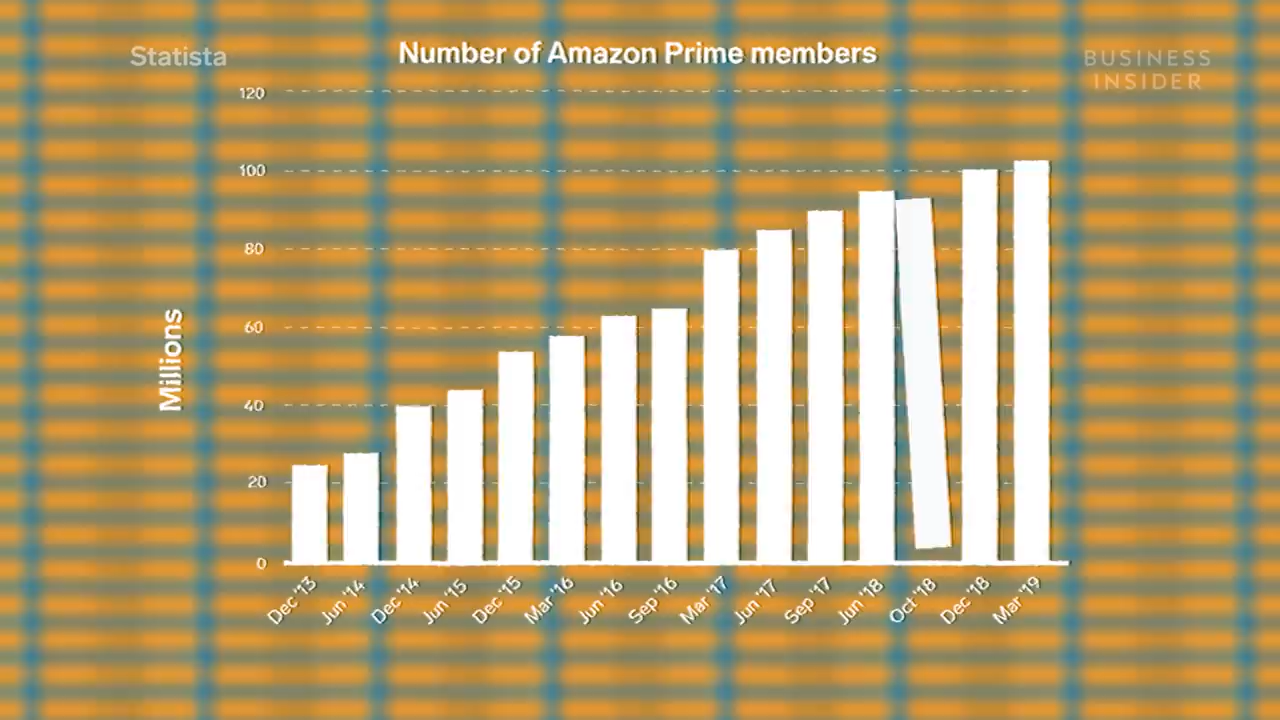 Statista
Number of Amazon Prime members
BUSINESS
INSIDER
Millions
120
100
80
60
40
20
0
Dec '13
Jun '14
Dec '14
Jun '15
Dec '15
Mar '16
Jun '16
Sep '16
Mar '17
Jun '17
Sep '17
Jun '18
Oct '18
Dec '18
Mar '19